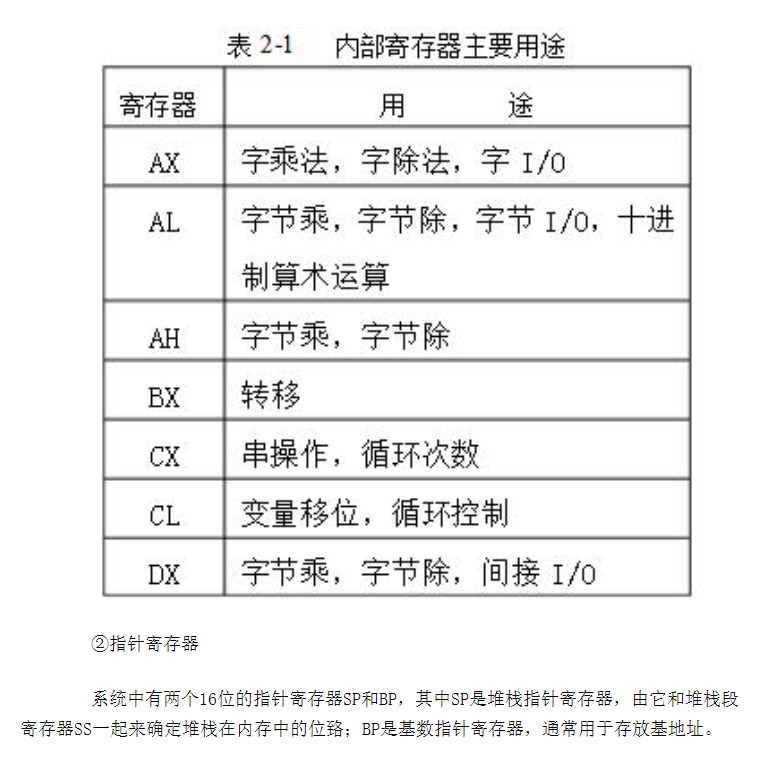 表 2-1 内部寄存器主要用途
寄存器 用 途
AX 字乘法，字除法，字 I/O
AL 字节乘，字节除，字节 I/O，十进
制算术运算
AH 字节乘，字节除
BX 转移
CX 串操作，循环次数
CL 变量移位，循环控制
DX 字节乘，字节除，间接 I/O
②指针寄存器
系统中有两个16位的指针寄存器SP和BP，其中SP是堆栈指针寄存器，由它和堆栈段
寄存器SS一起来确定堆栈在内存中的位臵；BP是基数指针寄存器，通常用于存放基地址。